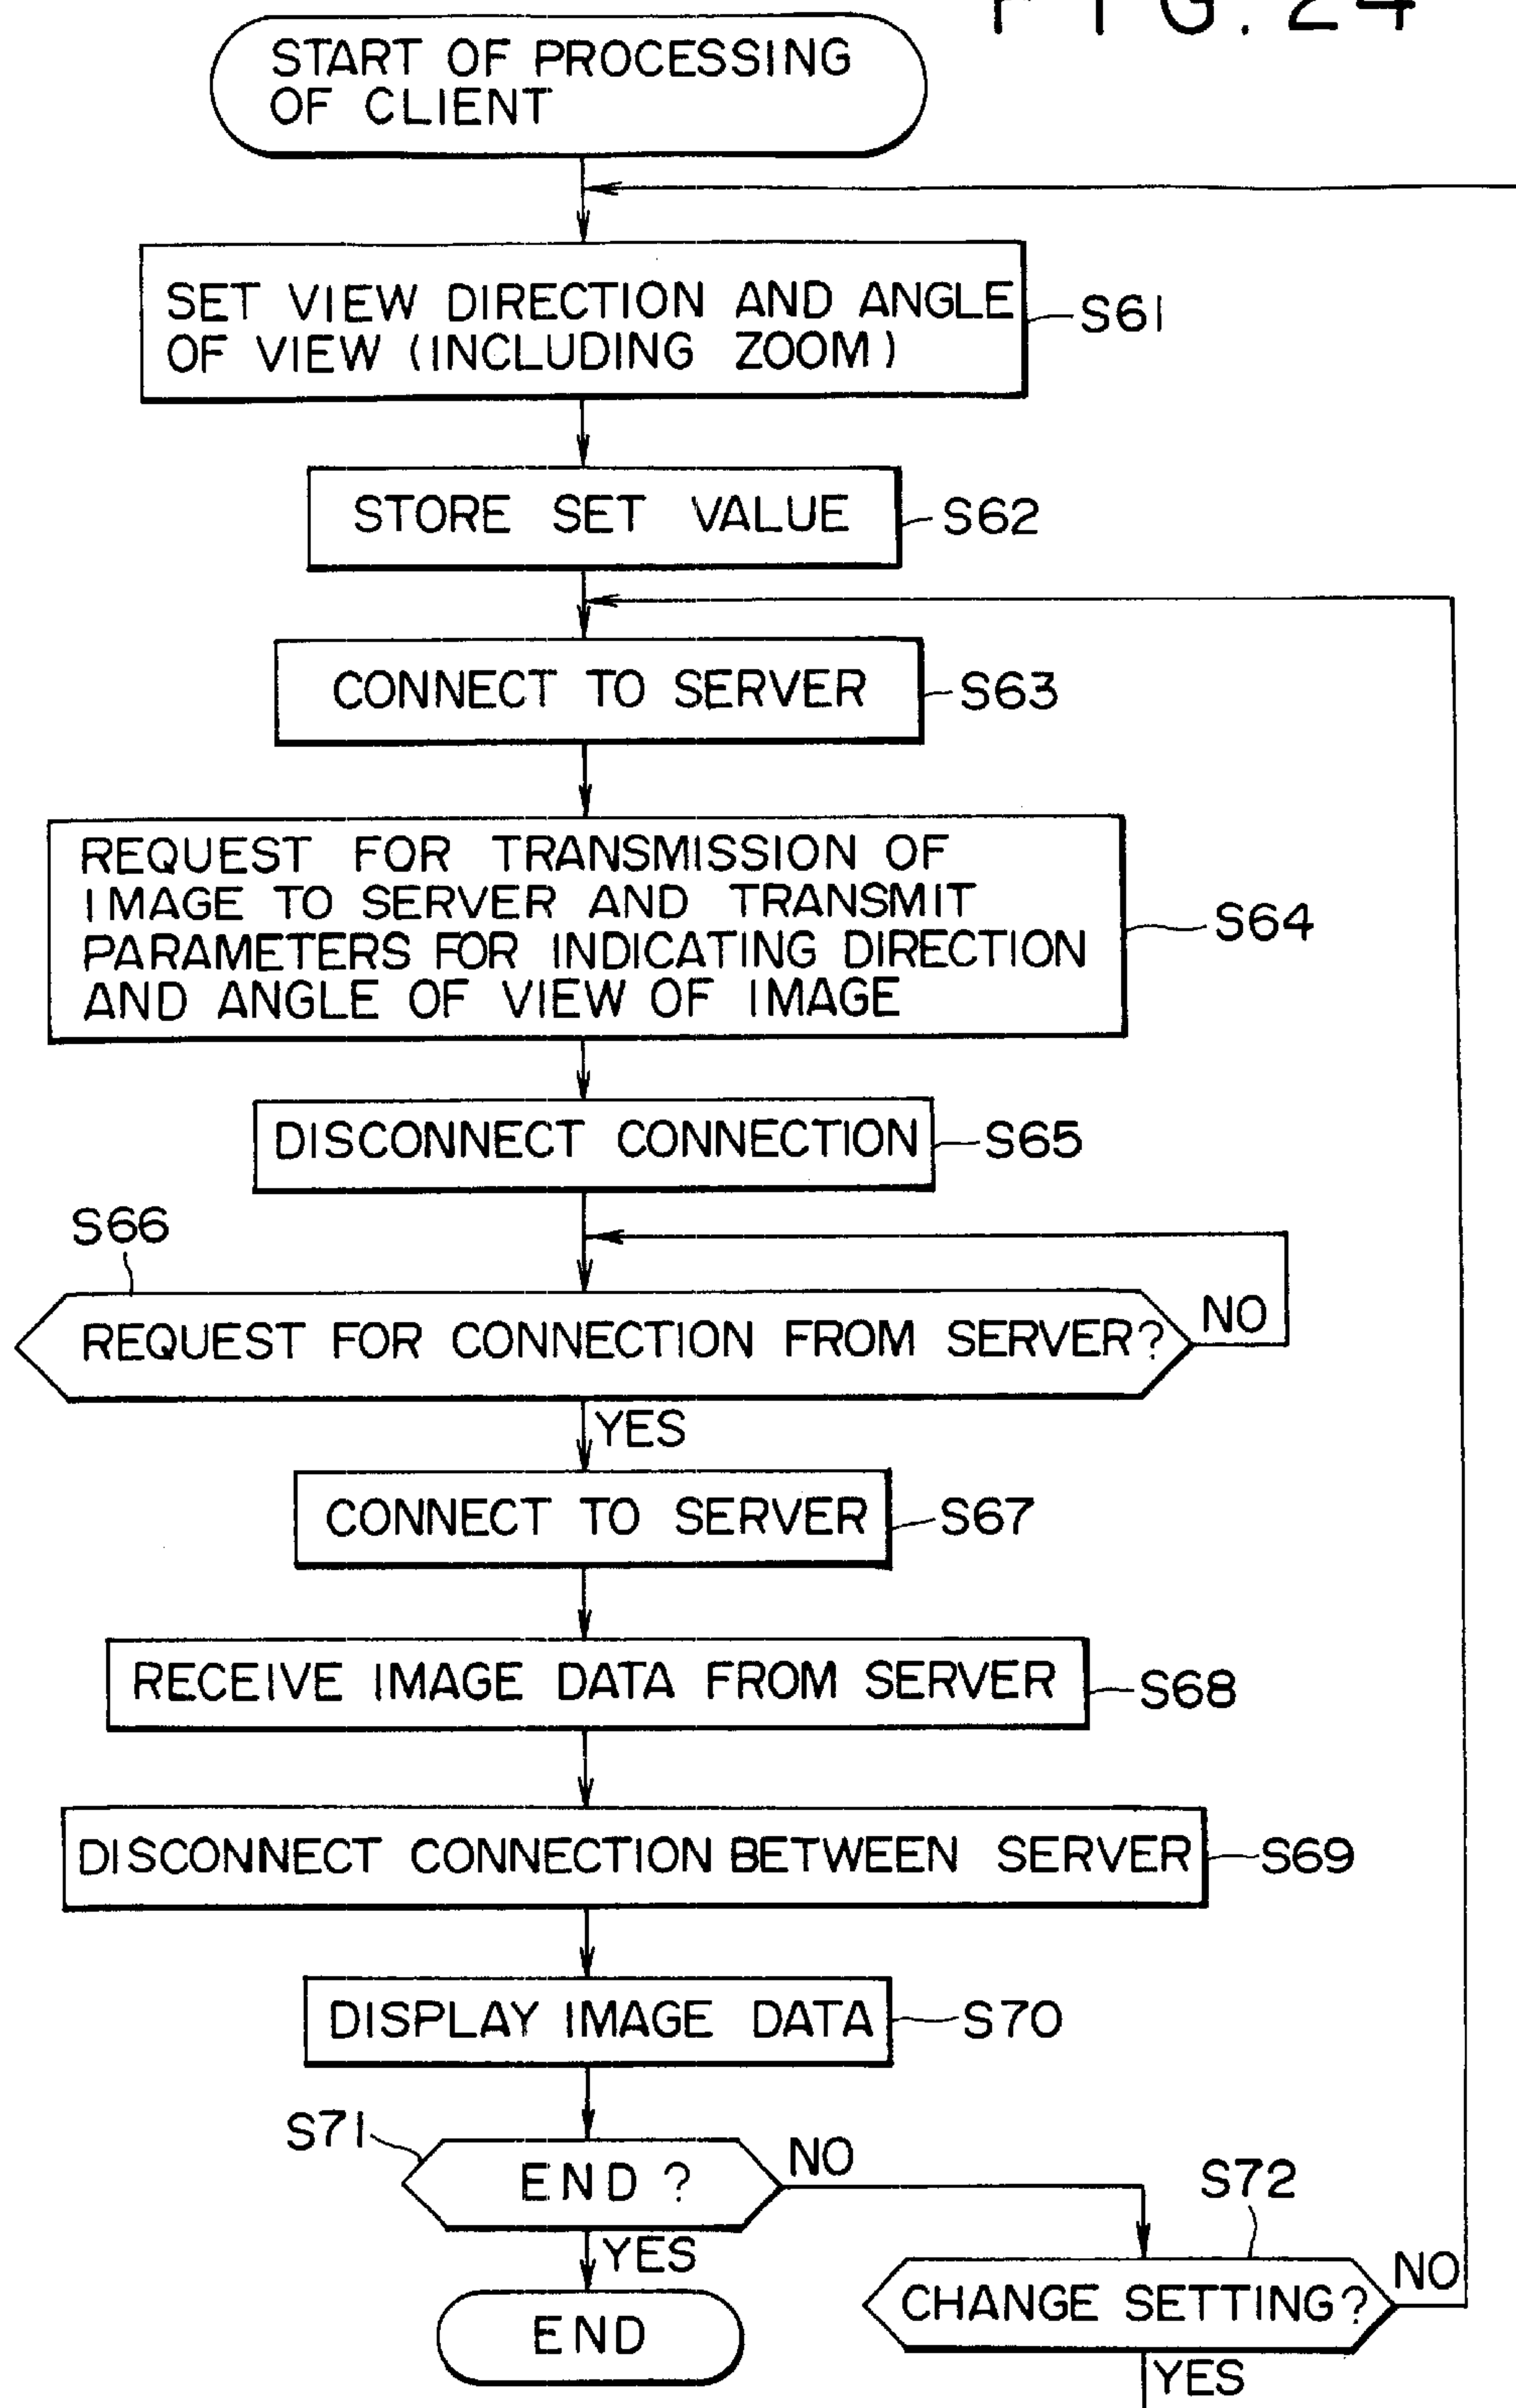 FIG. 24
START OF PROCESSING
OF CLIENT
SET VIEW DIRECTION AND ANGLE
OF VIEW (INCLUDING ZOOM)
S61
STORE SET VALUE
S62
CONNECT TO SERVER
S63
REQUEST FOR TRANSMISSION OF
IMAGE TO SERVER AND TRANSMIT
PARAMETERS FOR INDICATING DIRECTION
AND ANGLE OF VIEW OF IMAGE
S64
DISCONNECT CONNECTION
S65
S66
REQUEST FOR CONNECTION FROM SERVER?
NO
YES
CONNECT TO SERVER
S67
RECEIVE IMAGE DATA FROM SERVER
S68
DISCONNECT CONNECTION BETWEEN SERVER
S69
DISPLAY IMAGE DATA
S70
S71
END ?
NO
YES
S72
CHANGE SETTING?
NO
END
YES